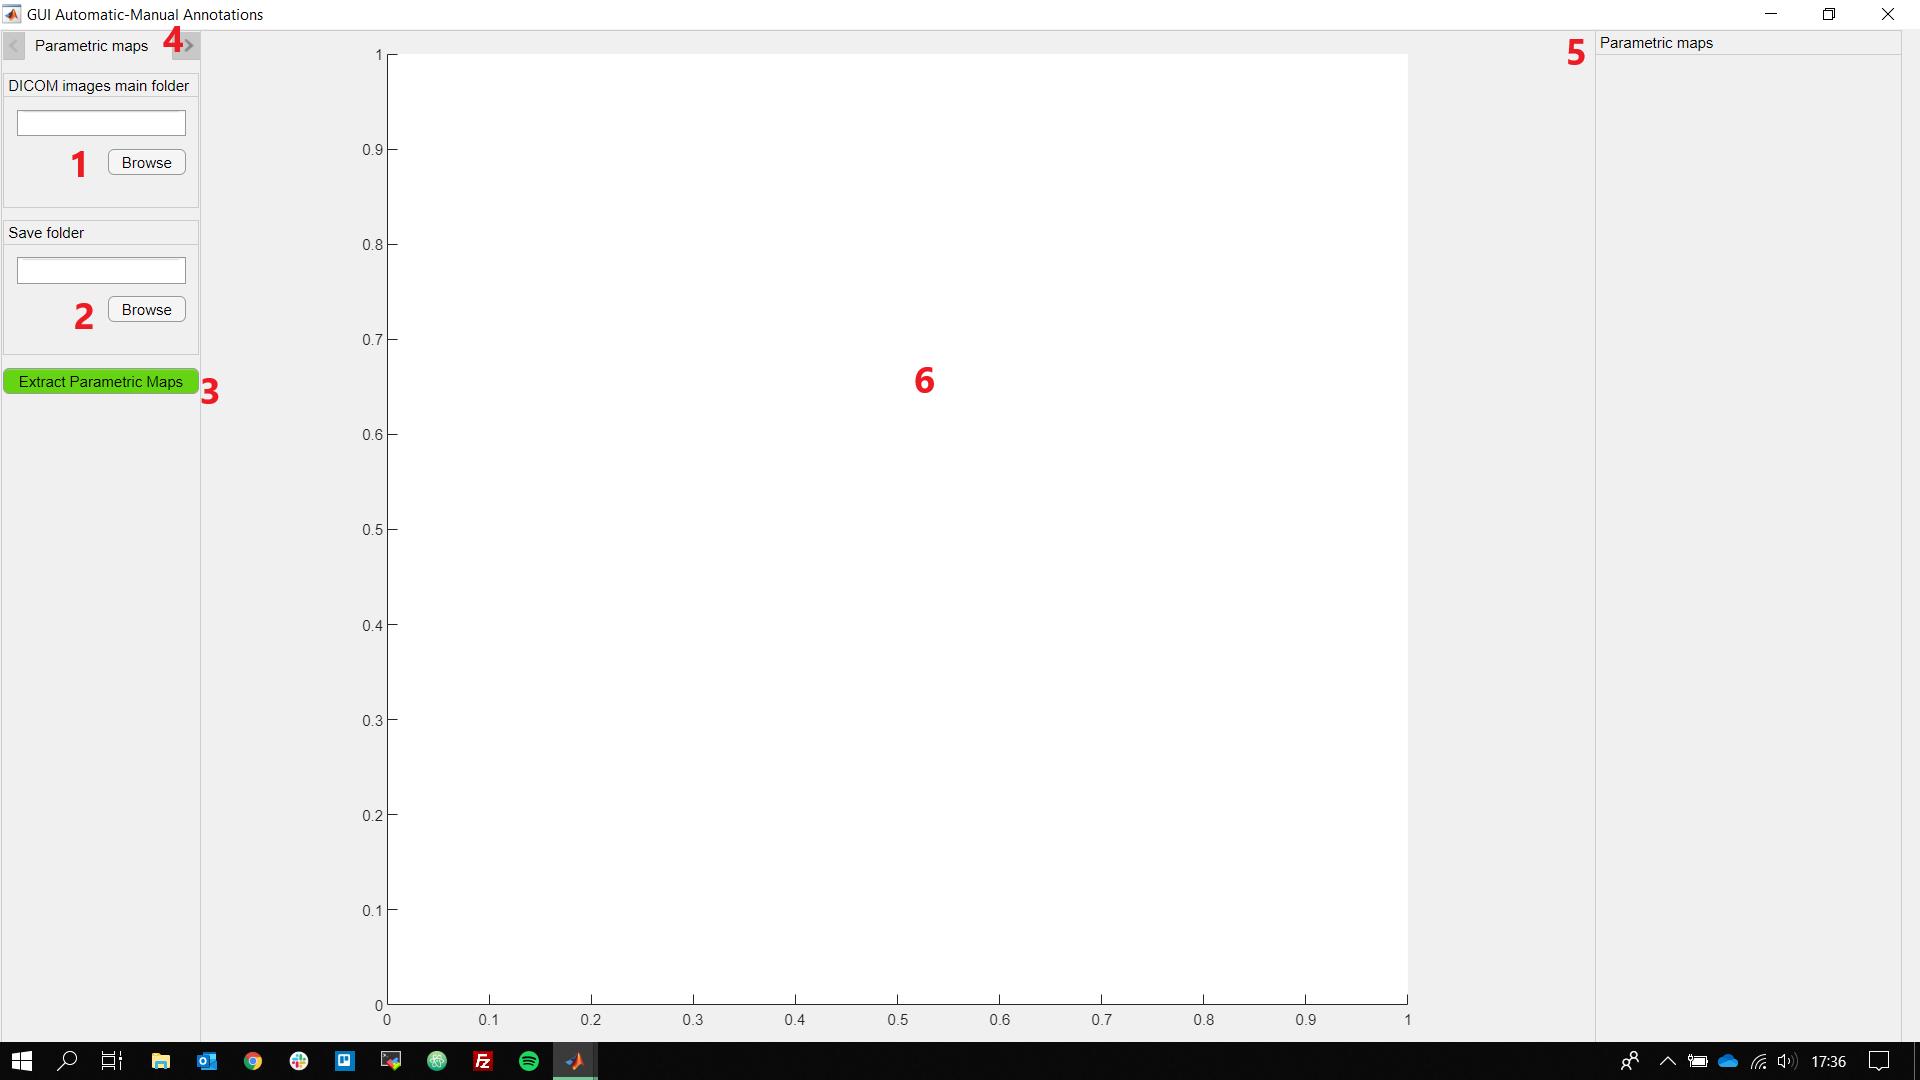 GUI Automatic-Manual Annotations
Parametric maps 4
DICOM images main folder
1 Browse
Save folder
2 Browse
Extract Parametric Maps 3
1
0.9
0.8
0.7
0.6
0.5
0.4
0.3
0.2
0.1
0
0 0.1 0.2 0.3 0.4 0.5 0.6 0.7 0.8 0.9 1
6
5 Parametric maps
17:36